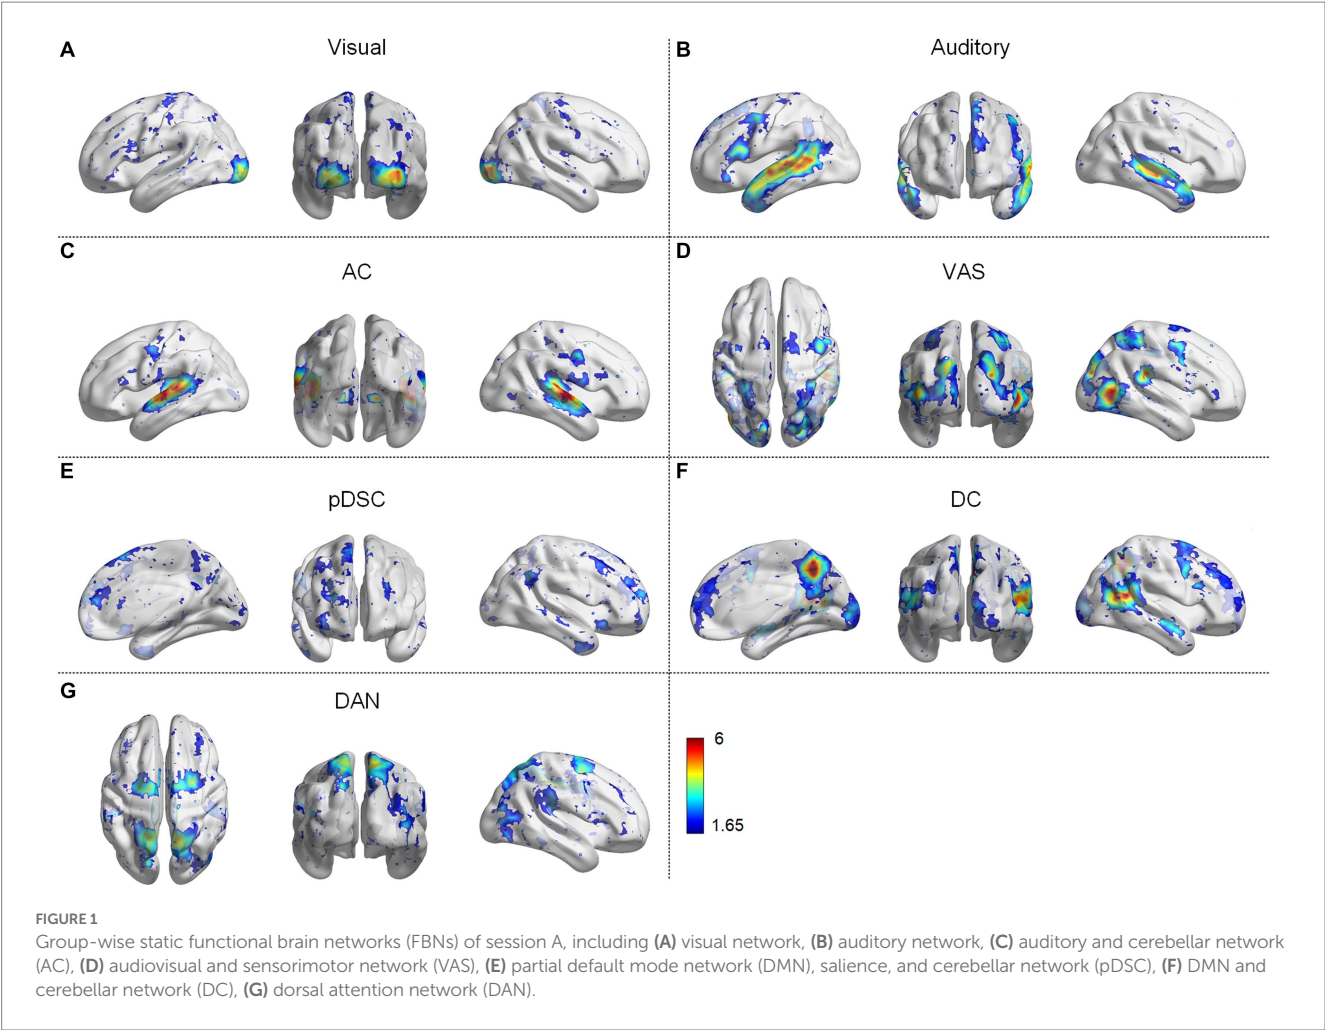 A
Visual
B
Auditory
C
AC
D
VAS
E
pDSC
F
DC
G
DAN
6
1.65
FIGURE 1
Group-wise static functional brain networks (FBNs) of session A, including (A) visual network, (B) auditory network, (C) auditory and cerebellar network
(AC), (D) audiovisual and sensorimotor network (VAS), (E) partial default mode network (DMN), salience, and cerebellar network (pDSC), (F) DMN and
cerebellar network (DC), (G) dorsal attention network (DAN).